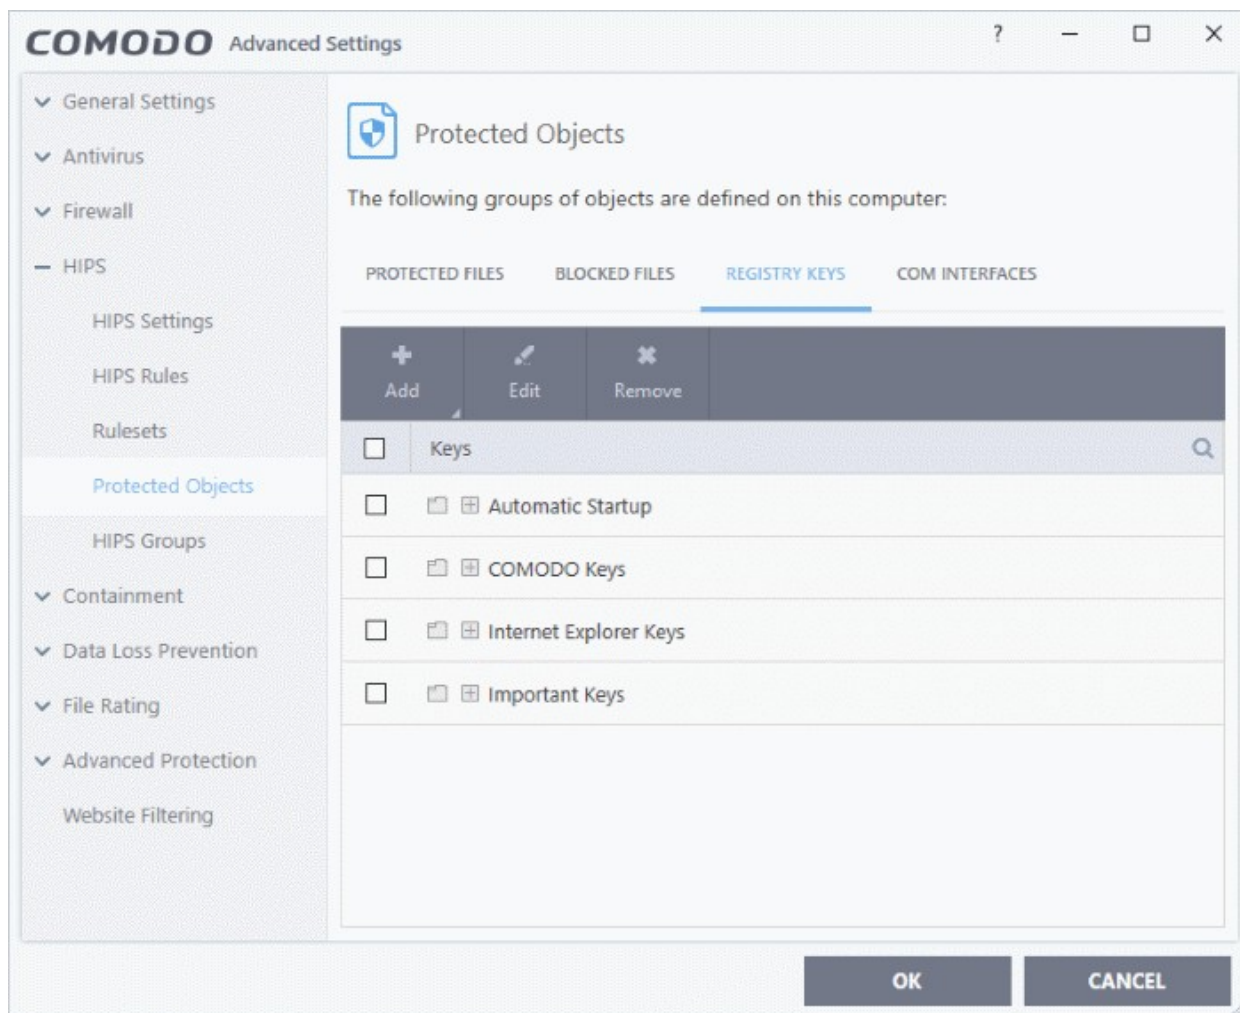 COMODO Advanced Settings ?
General Settings
Antivirus
Firewall
HIPS
HIPS Settings
HIPS Rules
Rulesets
Protected Objects
HIPS Groups
Containment
Data Loss Prevention
File Rating
Advanced Protection
Website Filtering
Protected Objects
The following groups of objects are defined on this computer:
PROTECTED FILES BLOCKED FILES REGISTRY KEYS COM INTERFACES
Add Edit Remove
Keys
Automatic Startup
COMODO Keys
Internet Explorer Keys
Important Keys
OK CANCEL